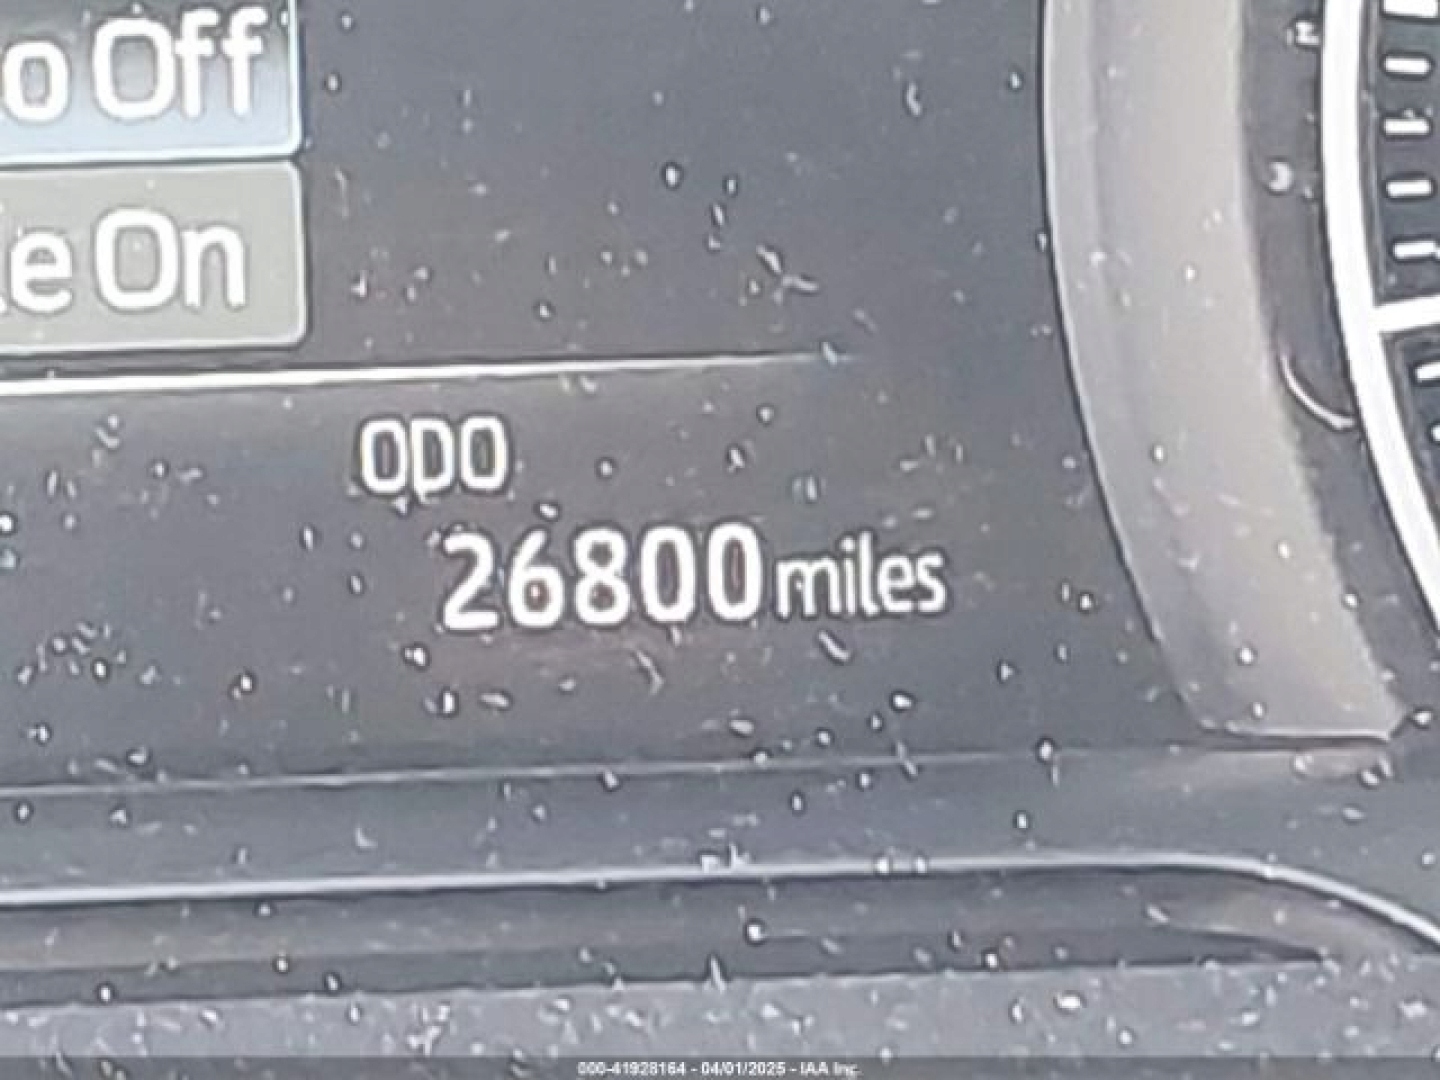 o Off
e On
ODO
26800 miles
000-41928164 - 04/01/2025 - IAA Inc.